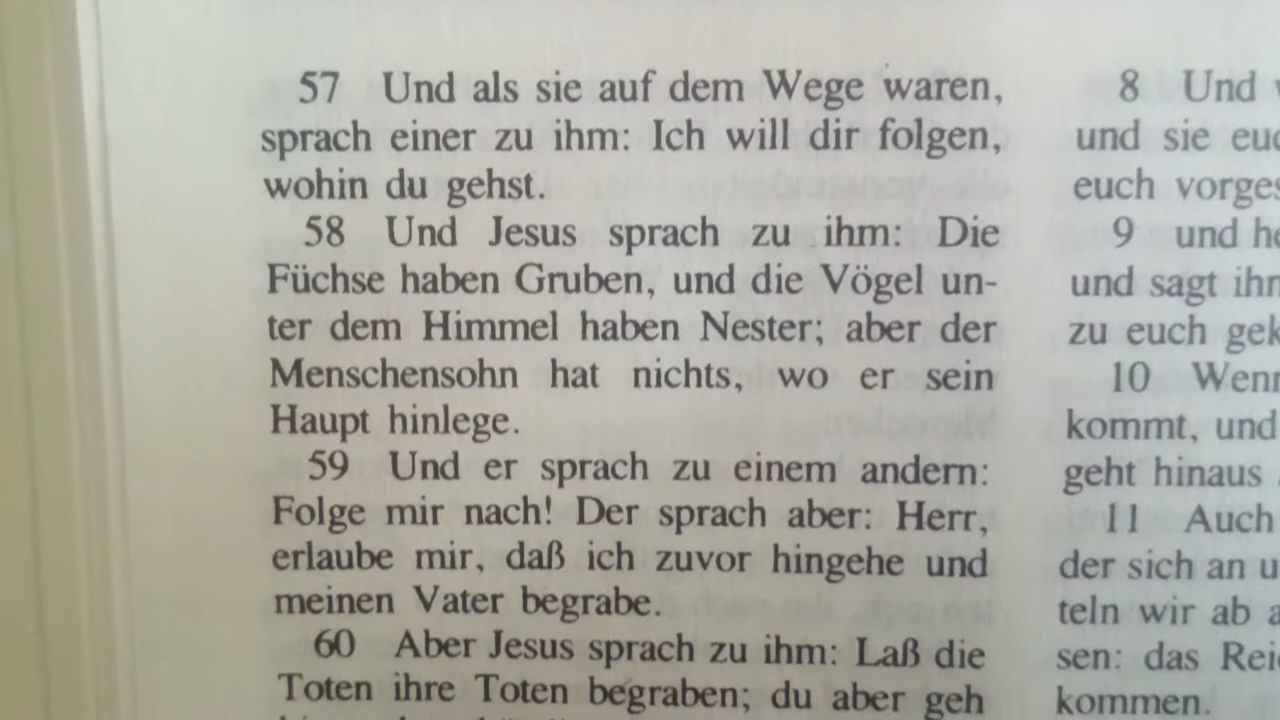 57 Und als sie auf dem Wege waren,
sprach einer zu ihm: Ich will dir folgen,
wohin du gehst.
58 Und Jesus sprach zu ihm: Die
Füchse haben Gruben, und die Vögel un-
ter dem Himmel haben Nester; aber der
Menschensohn hat nichts, wo er sein
Haupt hinlege.
59 Und er sprach zu einem andern:
Folge mir nach! Der sprach aber: Herr,
erlaube mir, daß ich zuvor hingehe und
meinen Vater begrabe.
60 Aber Jesus sprach zu ihm: Laß die
Toten ihre Toten begraben; du aber geh
8 Und
und sie
euch
9 und
und sagt
zu euch
10
kommt, und
geht hinaus
11 Auch
der sich an
teln wir ab
sen: das
kommen.